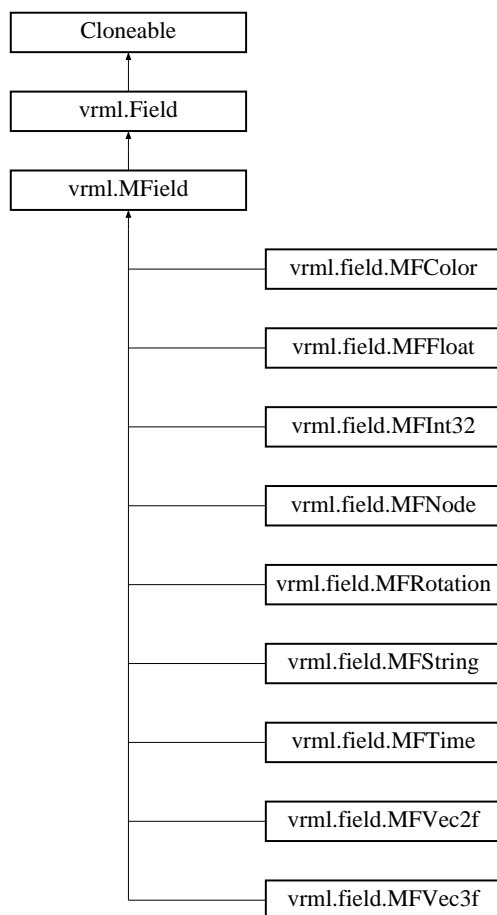 Cloneable
vrml.Field
vrml.MField
vrml.field.MFColor
vrml.field.MFFloat
vrml.field.MFInt32
vrml.field.MFNode
vrml.field.MFRotation
vrml.field.MFString
vrml.field.MFTime
vrml.field.MFVec2f
vrml.field.MFVec3f